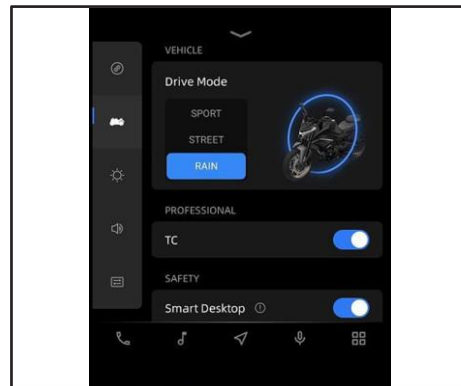 VEHICLE
Drive Mode
SPORT
STREET
RAIN
PROFESSIONAL
TC
SAFETY
Smart Desktop